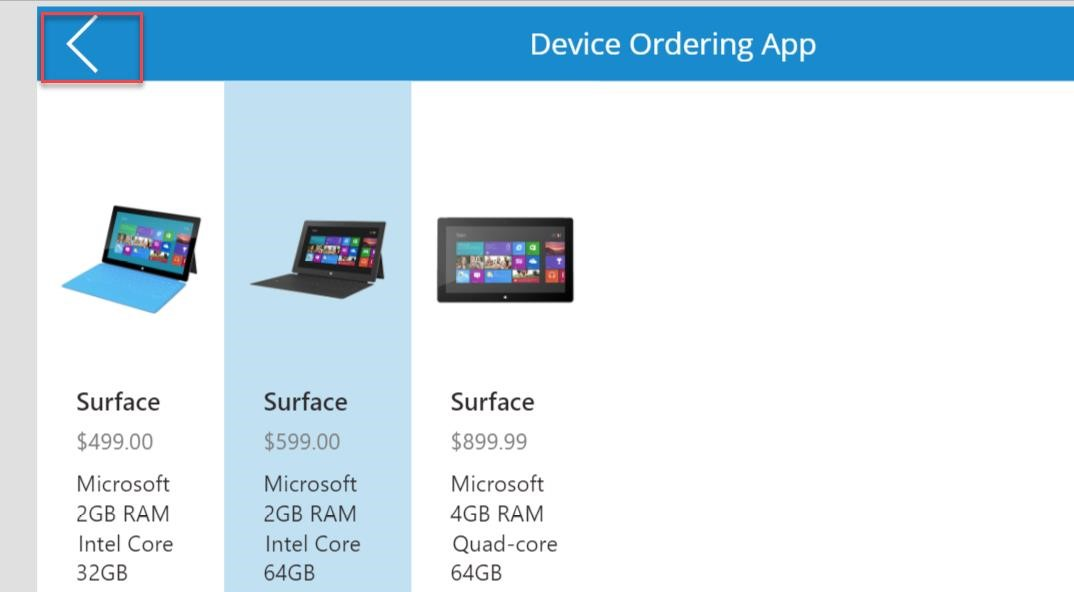 Device Ordering App
Surface
$499.00
Microsoft
2GB RAM
Intel Core
32GB
Surface
$599.00
Microsoft
2GB RAM
Intel Core
64GB
Surface
$899.99
Microsoft
4GB RAM
Quad-core
64GB